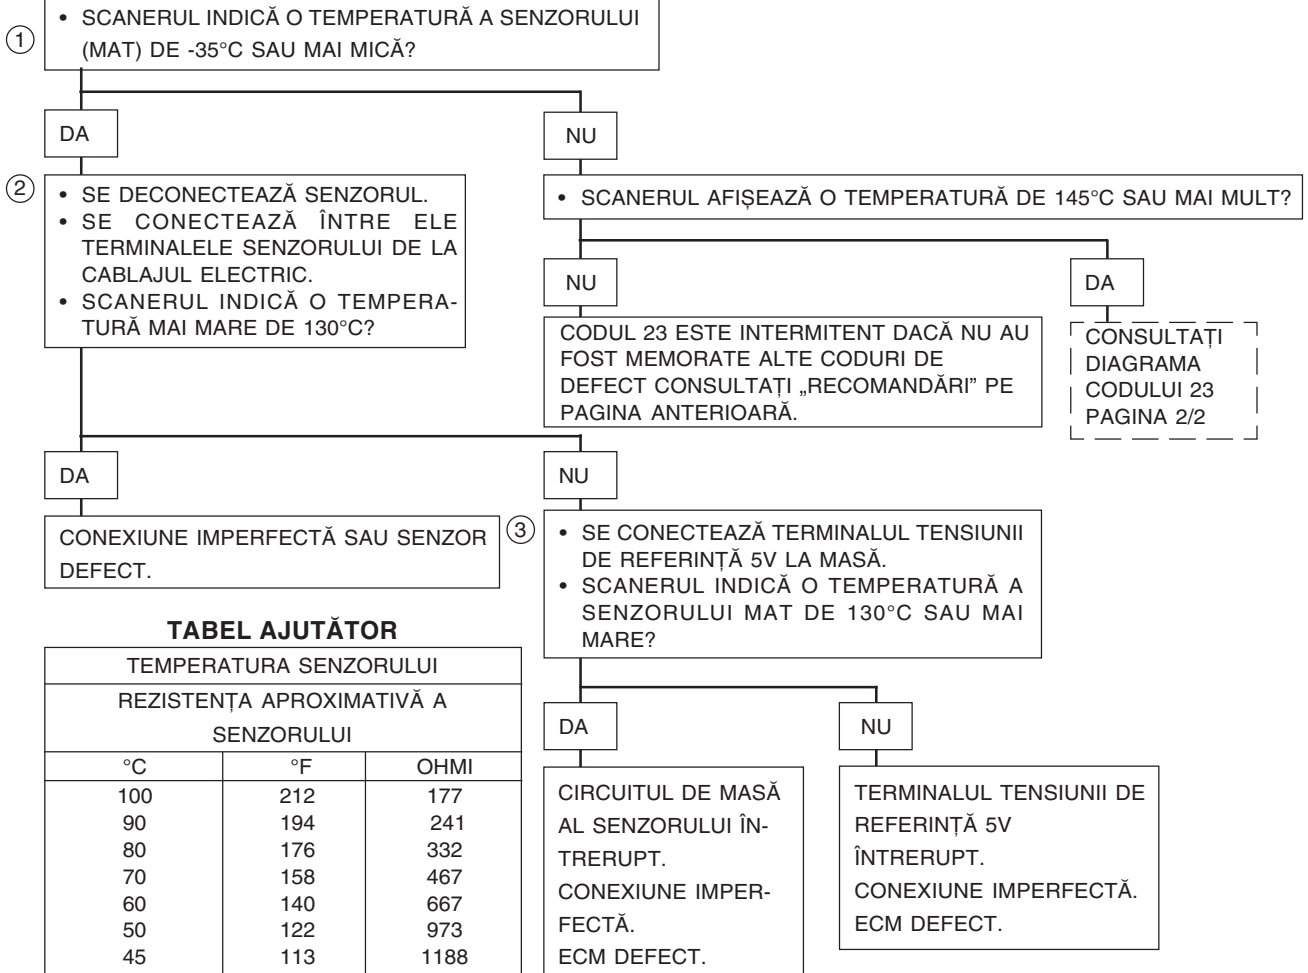 1
• SCANERUL INDICĂ O TEMPERATURĂ A SENZORULUI
(MAT) DE -35°C SAU MAI MICĂ?
DA
NU
2
• SE DECONECTEAZĂ SENZORUL.
• SE CONECTEAZĂ ÎNTRE ELE
TERMINALELE SENZORULUI DE LA
CABLAJUL ELECTRIC.
• SCANERUL INDICĂ O TEMPERA-
TURĂ MAI MARE DE 130°C?
• SCANERUL AFIȘEAZĂ O TEMPERATURĂ DE 145°C SAU MAI MULT?
NU
DA
CODUL 23 ESTE INTERMITENT DACĂ NU AU
FOST MEMORATE ALTE CODURI DE
DEFECT CONSULTAȚI „RECOMANDĂRI” PE
PAGINA ANTERIOARĂ.
CONSULTAȚI
DIAGRAMA
CODULUI 23
PAGINA 2/2
DA
NU
CONEXIUNE IMPERFECTĂ SAU SENZOR
DEFECT.
3
• SE CONECTEAZĂ TERMINALUL TENSIUNII
DE REFERINȚĂ 5V LA MASĂ.
• SCANERUL INDICĂ O TEMPERATURĂ A
SENZORULUI MAT DE 130°C SAU MAI
MARE?
TABEL AJUTĂTOR
TEMPERATURA SENZORULUI
REZISTENȚA APROXIMATIVĂ A
SENZORULUI
°C °F OHMI
100 212 177
90 194 241
80 176 332
70 158 467
60 140 667
50 122 973
45 113 1188
DA
NU
CIRCUITUL DE MASĂ
AL SENZORULUI ÎN-
TRERUPT.
CONEXIUNE IMPER-
FECTĂ.
ECM DEFECT.
TERMINALUL TENSIUNII DE
REFERINȚĂ 5V
ÎNTRERUPT.
CONEXIUNE IMPERFECTĂ.
ECM DEFECT.